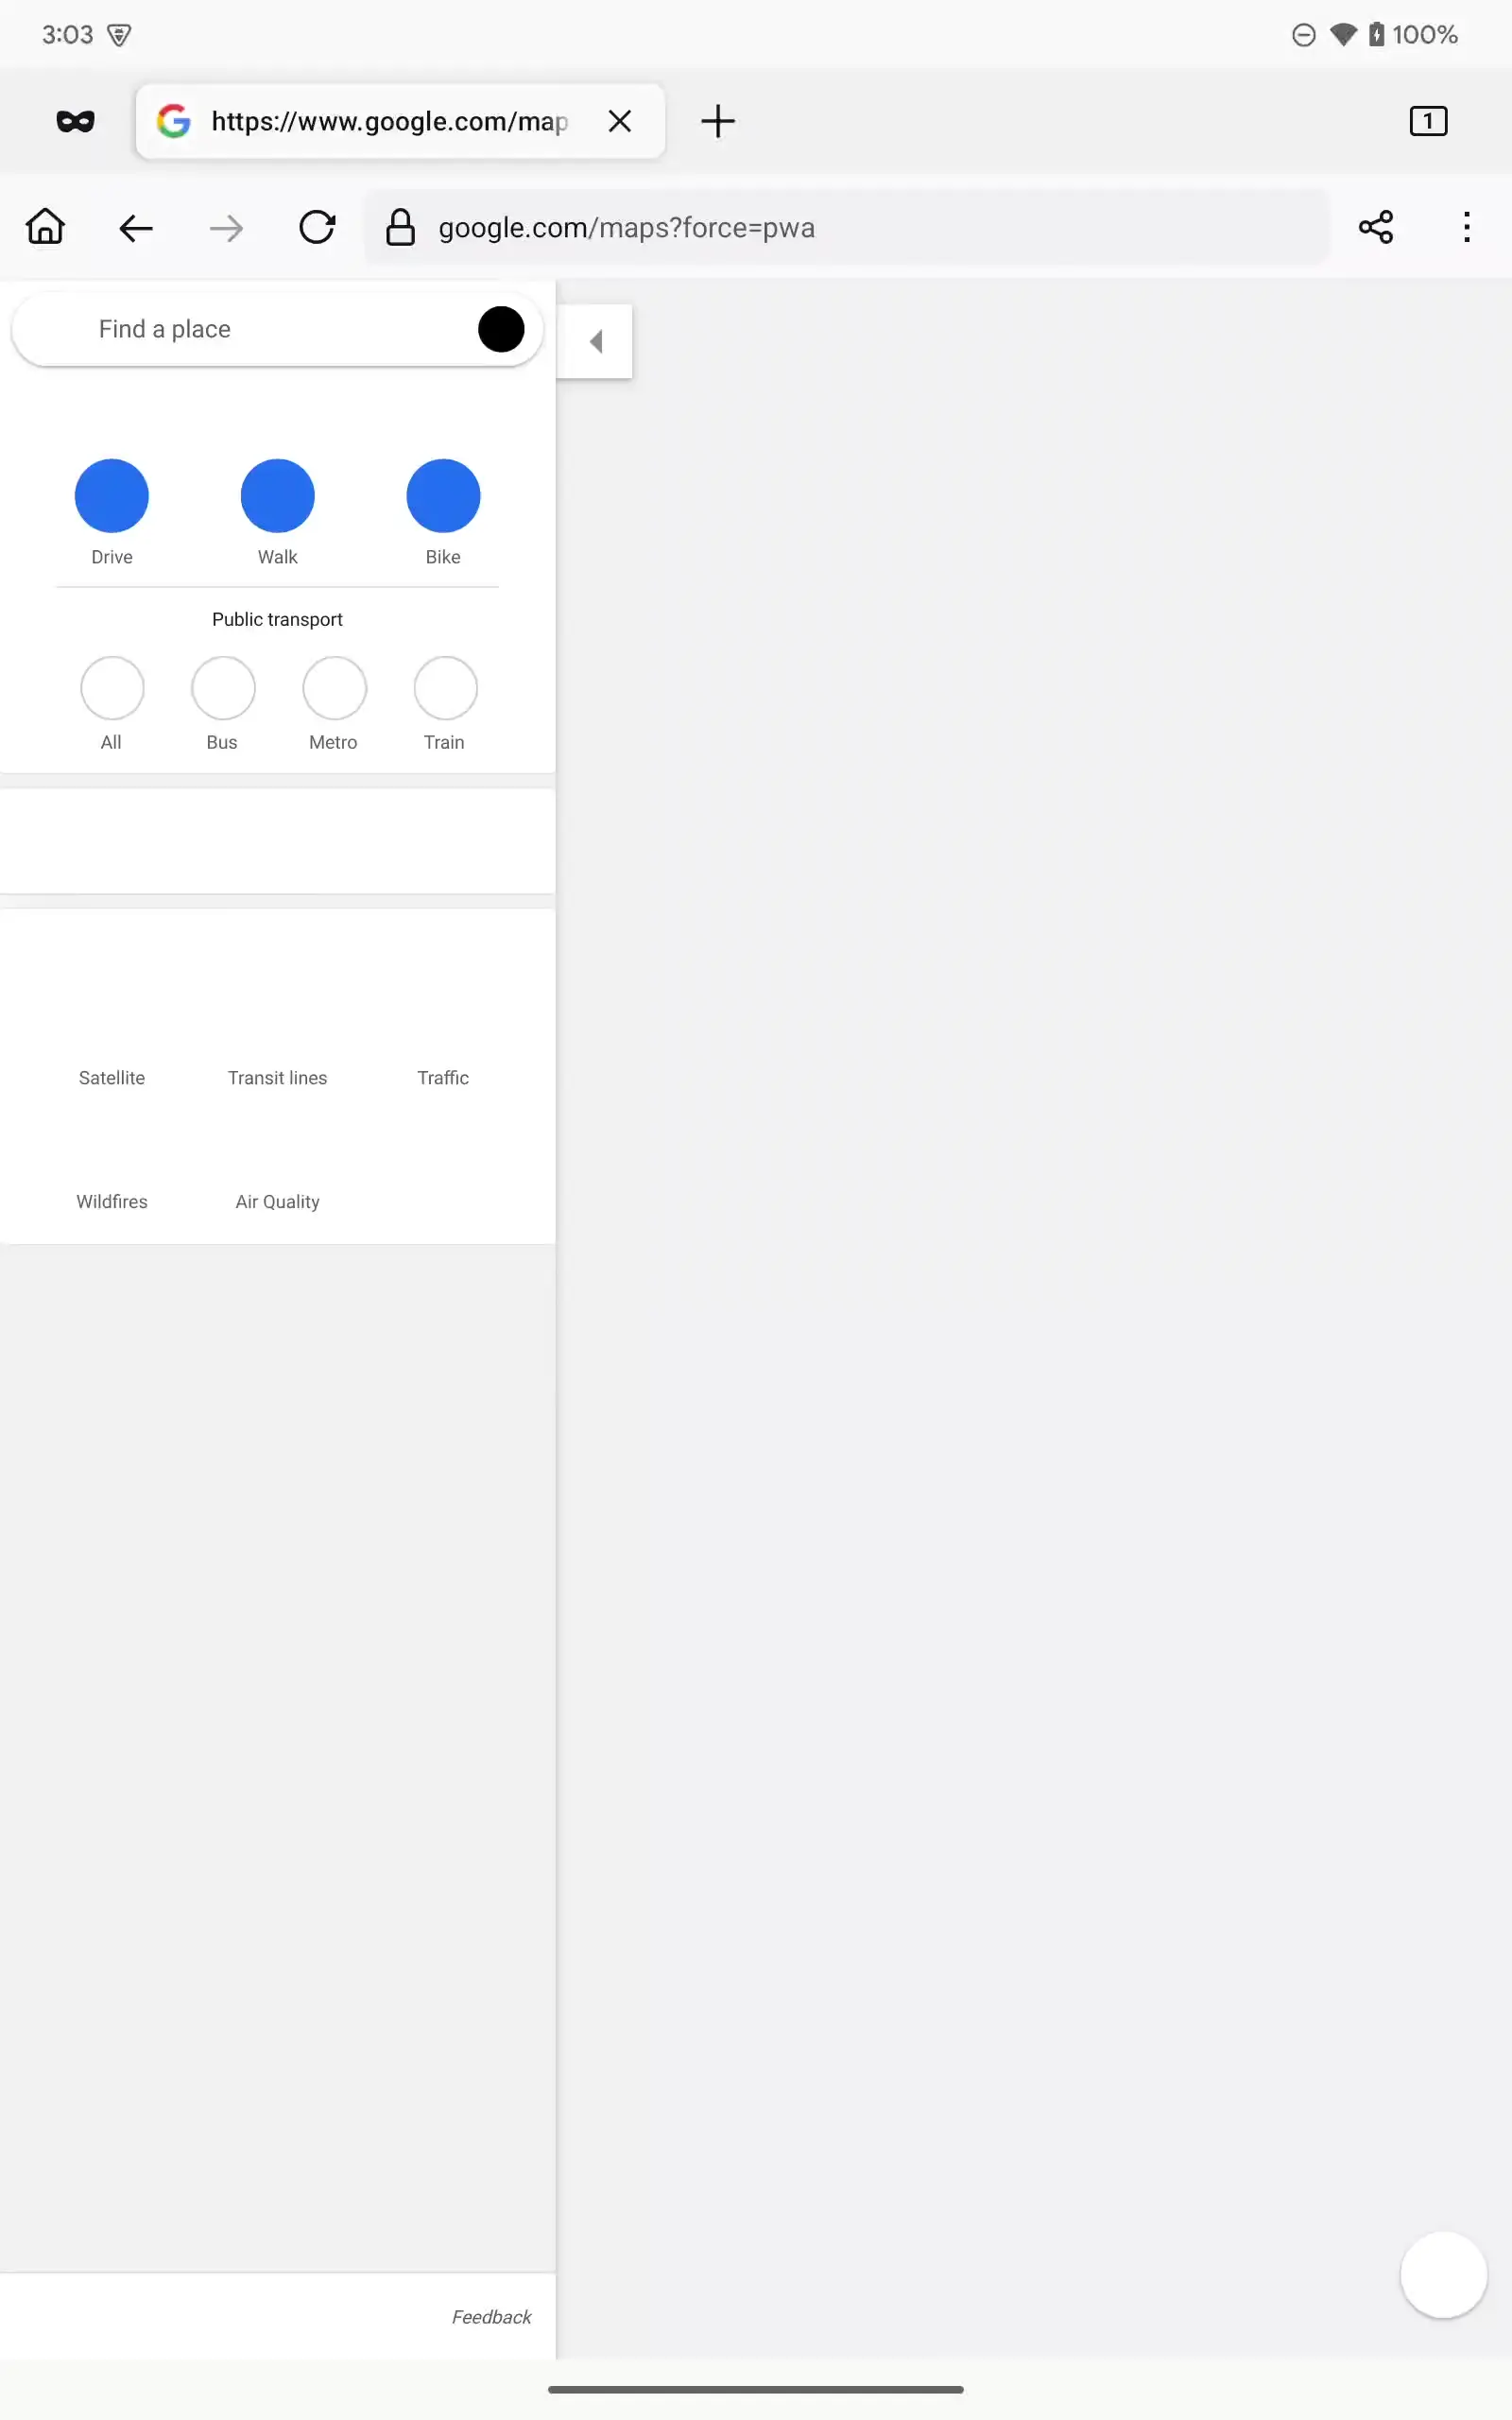 3:03
100%
https://www.google.com/map
1
google.com/maps?force=pwa
Find a place
Drive
Walk
Bike
Public transport
All
Bus
Metro
Train
Satellite
Transit lines
Traffic
Wildfires
Air Quality
Feedback